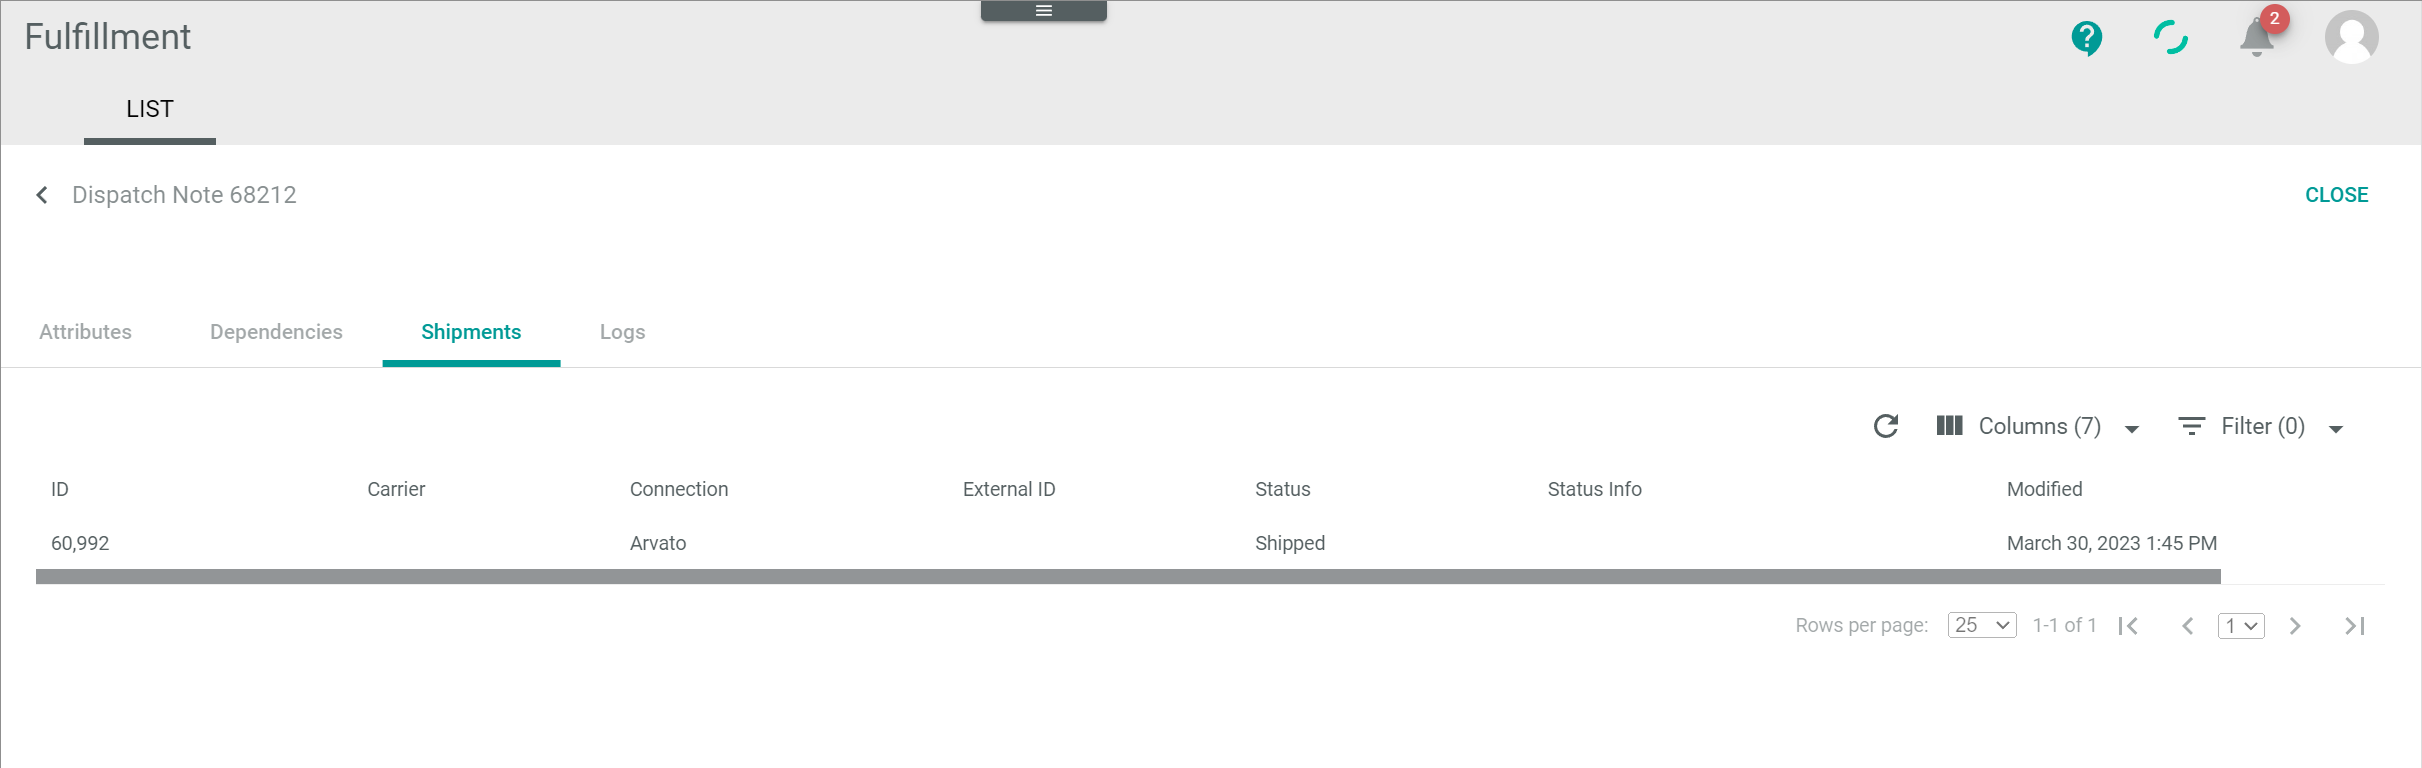 Fulfillment
2
LIST
Dispatch Note 68212
CLOSE
Attributes
Dependencies
Shipments
Logs
Columns (7)
Filter (0)
ID
Carrier
Connection
External ID
Status
Status Info
Modified
60,992
Arvato
Shipped
March 30, 2023 1:45 PM
Rows per page:
25
1-1 of 1
1